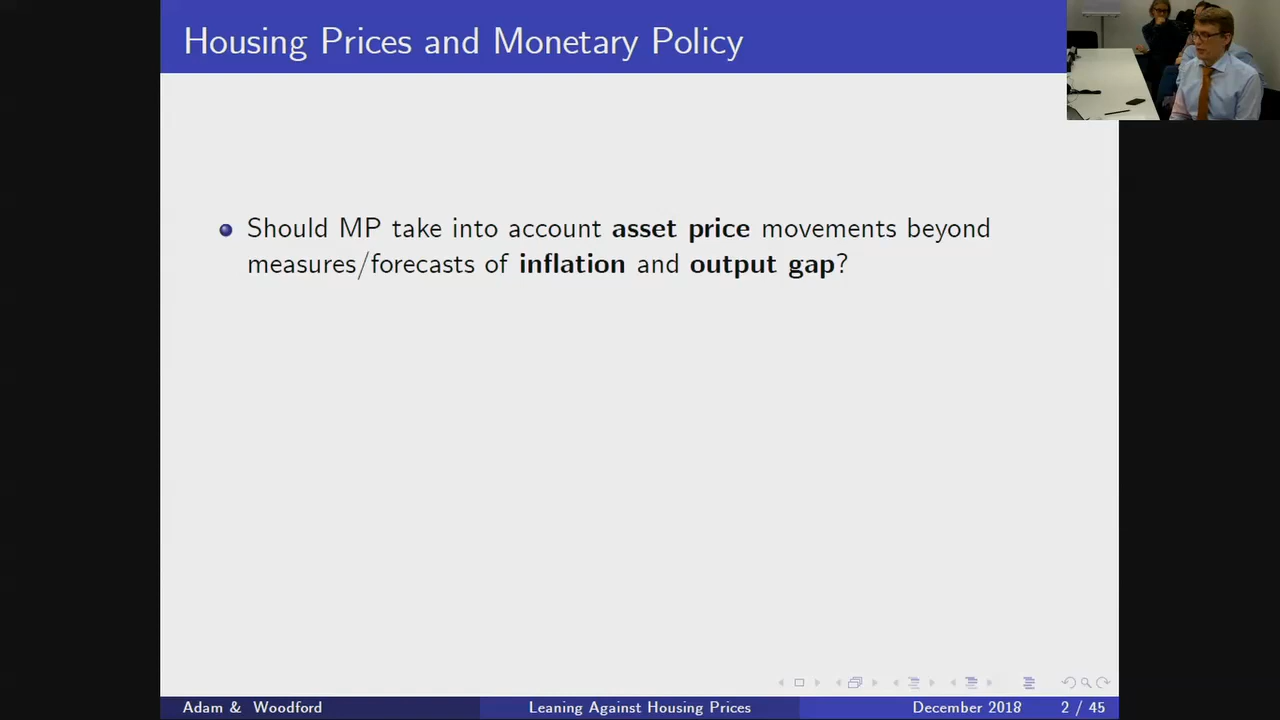 Housing Prices and Monetary Policy
Should MP take into account asset price movements beyond
measures/forecasts of inflation and output gap?
Adam & Woodford
Leaning Against Housing Prices
December 2018
2 / 45